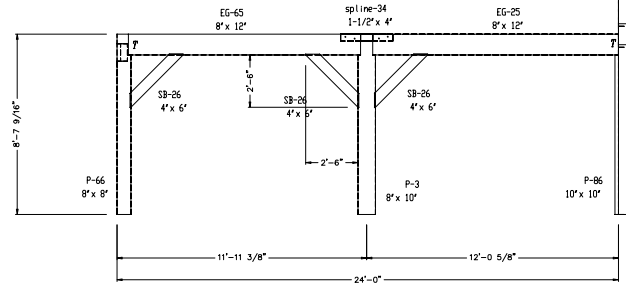 EG-65
8" x 12"
spline-34
1-1/2" x 4"
EG-25
8" x 12"
T
T
SB-26
4" x 6"
2'-6"
SB-26
4" x 6"
SB-26
4" x 6"
8'-7 9/16"
2'-6"
P-66
8" x 8"
P-3
8" x 10"
P-86
10" x 10"
11'-11 3/8"
12'-0 5/8"
24'-0"